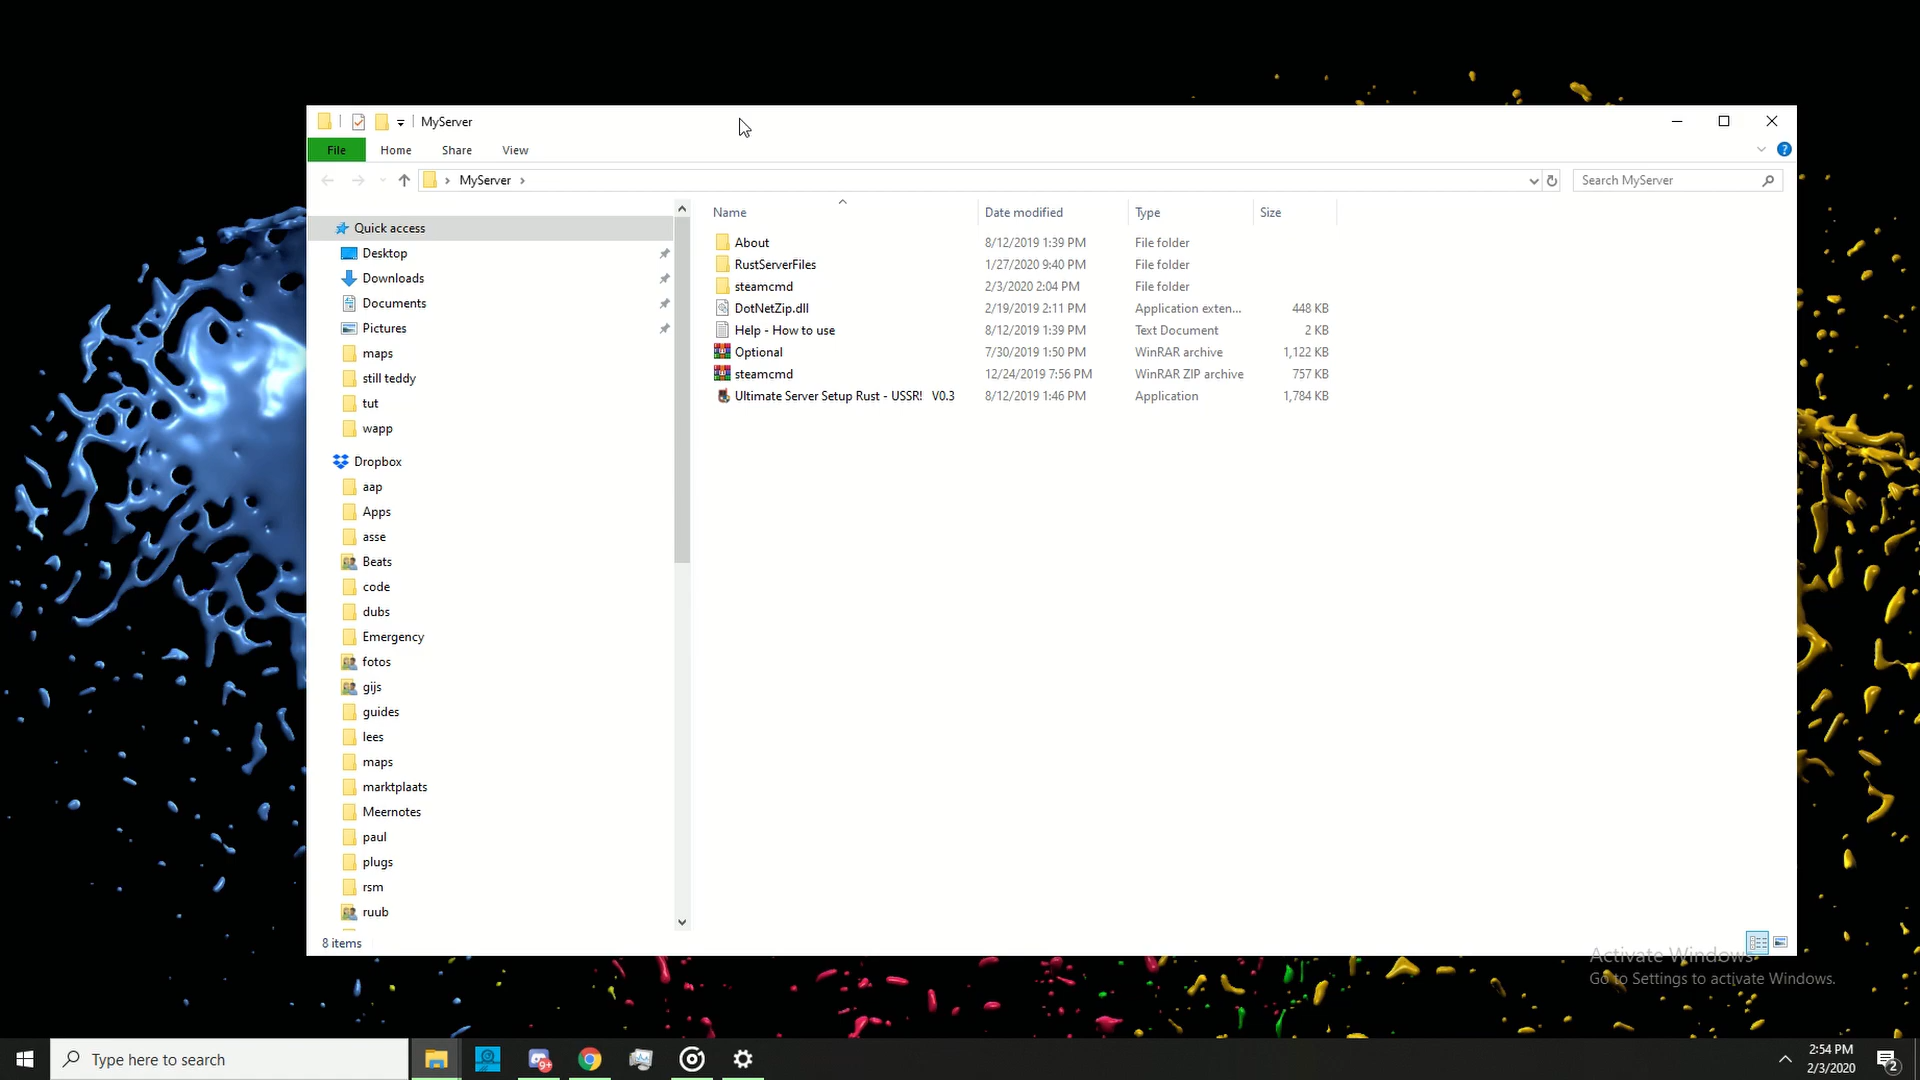 MyServer
File Home Share View
MyServer
Search MyServer
Name Date modified Type Size
Quick access
Desktop
Downloads
Documents
Pictures
maps
still teddy
tut
wapp
Dropbox
aap
Apps
asse
Beats
code
dubs
Emergency
fotos
gijs
guides
lees
maps
marktplaats
Meernotes
paul
plugs
rsm
ruub
About 8/12/2019 1:39 PM File folder
RustServerFiles 1/27/2020 9:40 PM File folder
steamcmd 2/3/2020 2:04 PM File folder
DotNetZip.dll 2/19/2019 2:11 PM Application exten... 448 KB
Help - How to use 8/12/2019 1:39 PM Text Document 2 KB
Optional 7/30/2019 1:50 PM WinRAR archive 1,122 KB
steamcmd 12/24/2019 7:56 PM WinRAR ZIP archive 757 KB
Ultimate Server Setup Rust - USSR! V0.3 8/12/2019 1:46 PM Application 1,784 KB
8 items
Activate Windows
Go to Settings to activate Windows.
Type here to search
9+
2:54 PM
2/3/2020
2